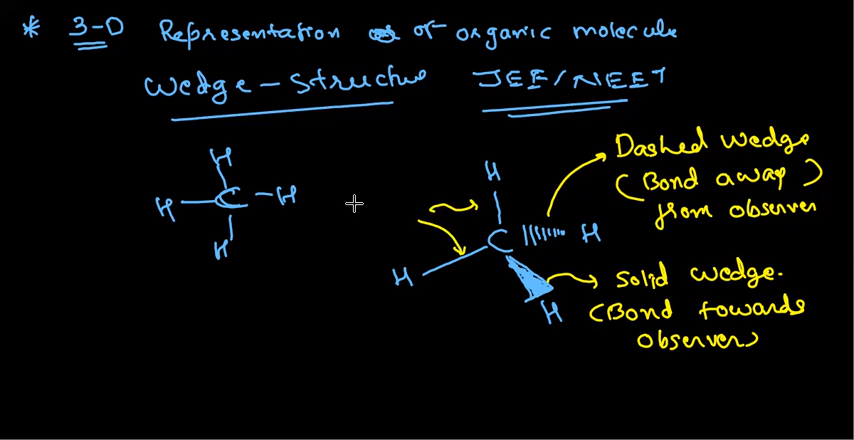 * 3-D Representation of organic molecule
Wedge-Structure JEE/NEET
H
H C H
H
H
C H
H
H
Dashed wedge
(Bond away)
from observer
Solid wedge.
(Bond towards
observer)